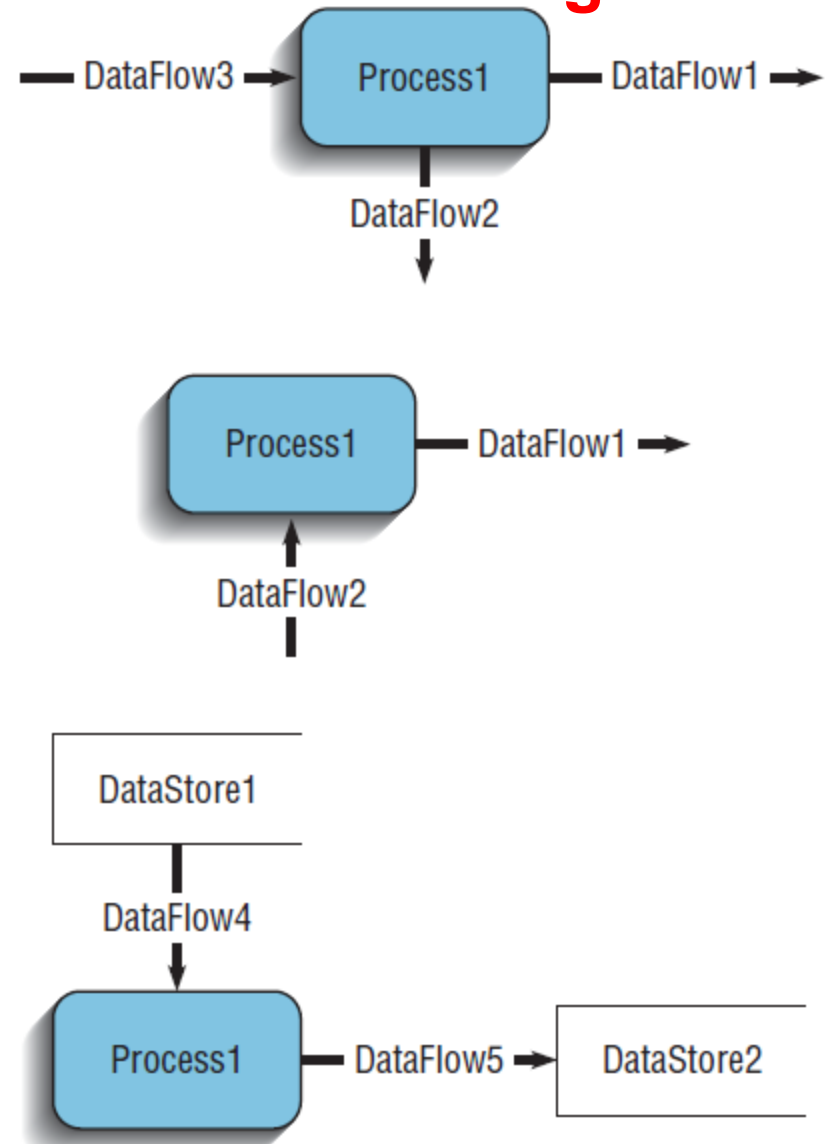 DataFlow3 Process1 DataFlow1
DataFlow2
Process1 DataFlow1
DataFlow2
DataStore1
DataFlow4
Process1 DataFlow5 DataStore2